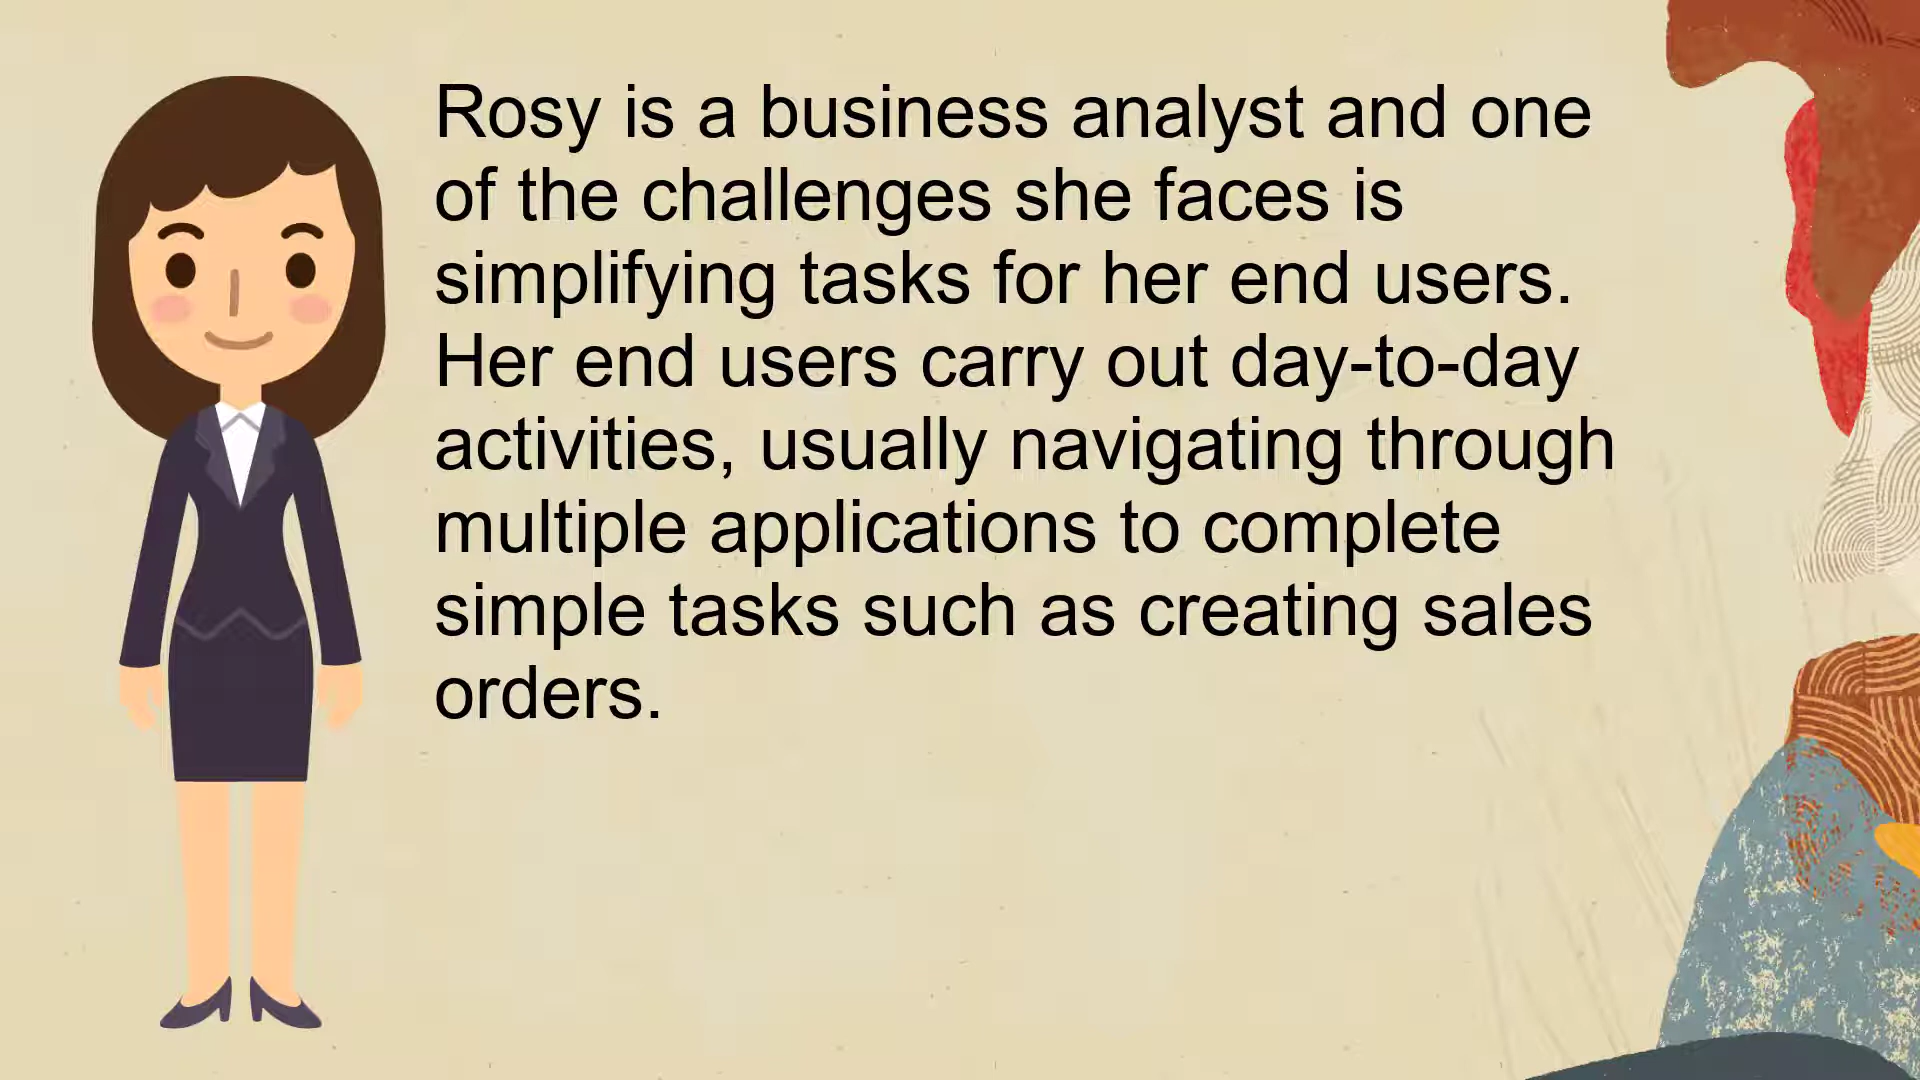 Rosy is a business analyst and one
of the challenges she faces is
simplifying tasks for her end users.
Her end users carry out day-to-day
activities, usually navigating through
multiple applications to complete
simple tasks such as creating sales
orders.